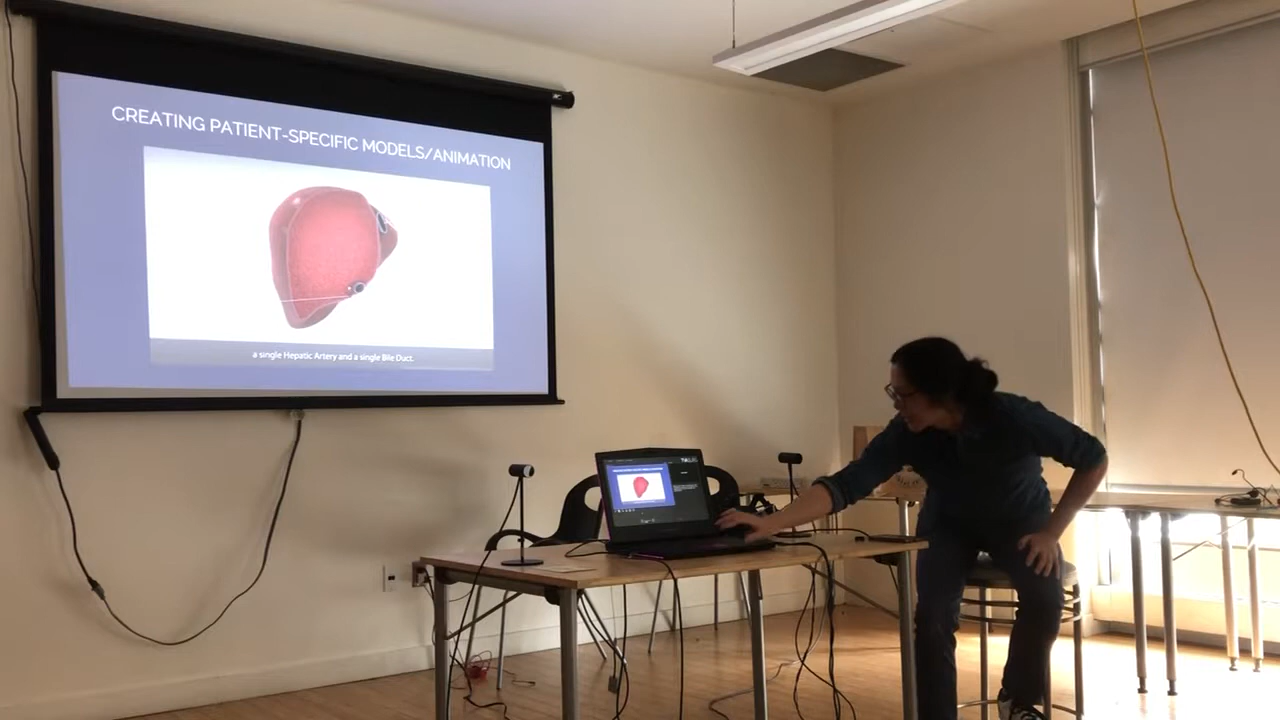 CREATING PATIENT-SPECIFIC MODELS/ANIMATION
a single Hepatic Artery and a single Bile Duct.